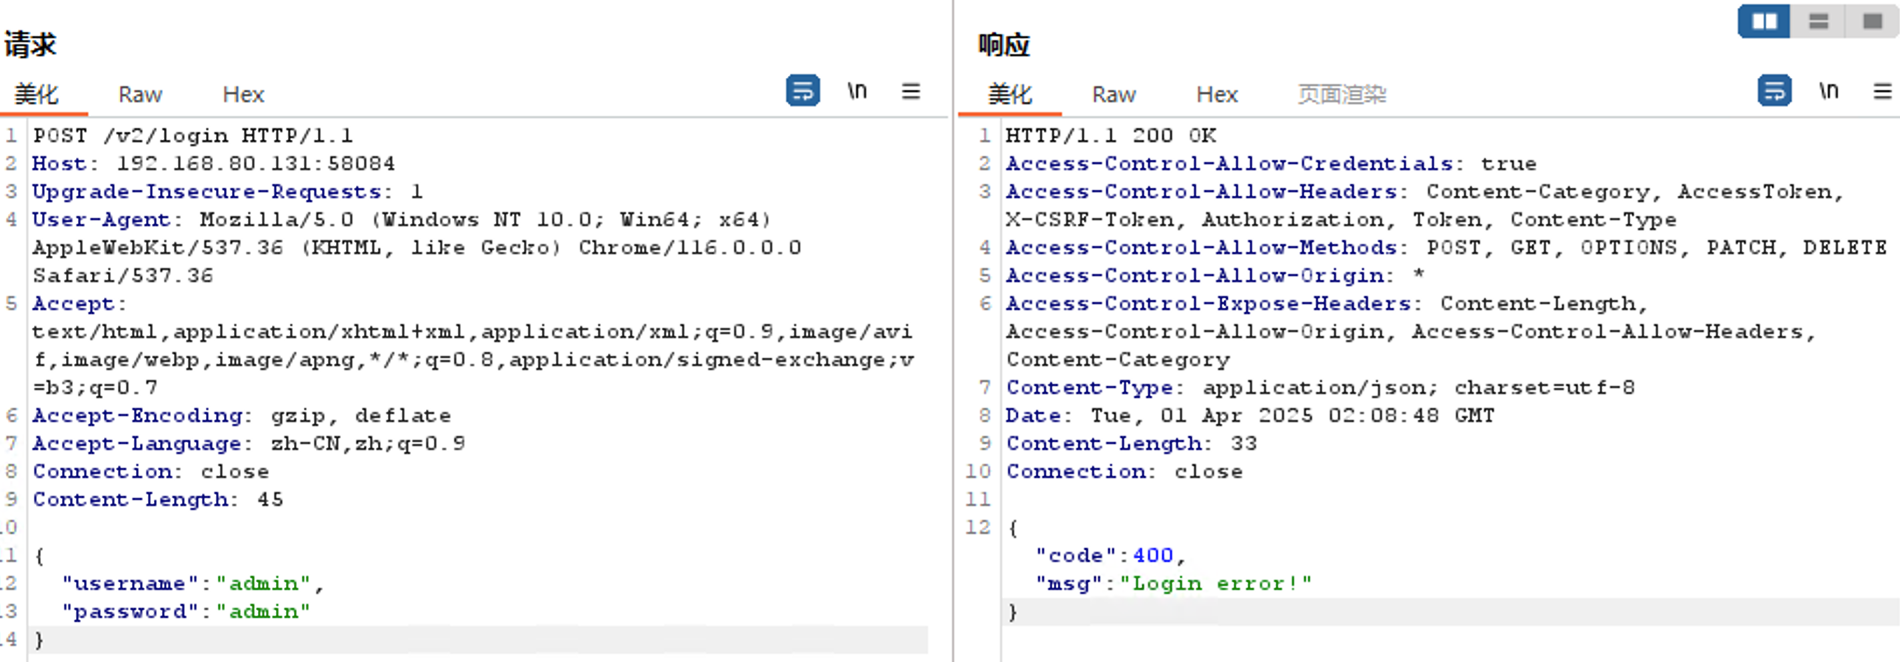 请求
美化 Raw Hex \n
1 POST /v2/login HTTP/1.1
2 Host: 192.168.80.131:58084
3 Upgrade-Insecure-Requests: 1
4 User-Agent: Mozilla/5.0 (Windows NT 10.0; Win64; x64)
AppleWebKit/537.36 (KHTML, like Gecko) Chrome/116.0.0.0
Safari/537.36
5 Accept:
text/html,application/xhtml+xml,application/xml;q=0.9,image/avi
f,image/webp,image/apng,*/*;q=0.8,application/signed-exchange;v
=b3;q=0.7
6 Accept-Encoding: gzip, deflate
7 Accept-Language: zh-CN,zh;q=0.9
8 Connection: close
9 Content-Length: 45
10
11 {
12 "username":"admin",
13 "password":"admin"
14 }
响应
美化 Raw Hex 页面渲染 \n
1 HTTP/1.1 200 OK
2 Access-Control-Allow-Credentials: true
3 Access-Control-Allow-Headers: Content-Category, AccessToken,
X-CSRF-Token, Authorization, Token, Content-Type
4 Access-Control-Allow-Methods: POST, GET, OPTIONS, PATCH, DELETE
5 Access-Control-Allow-Origin: *
6 Access-Control-Expose-Headers: Content-Length,
Access-Control-Allow-Origin, Access-Control-Allow-Headers,
Content-Category
7 Content-Type: application/json; charset=utf-8
8 Date: Tue, 01 Apr 2025 02:08:48 GMT
9 Content-Length: 33
10 Connection: close
11
12 {
"code":400,
"msg":"Login error!"
}